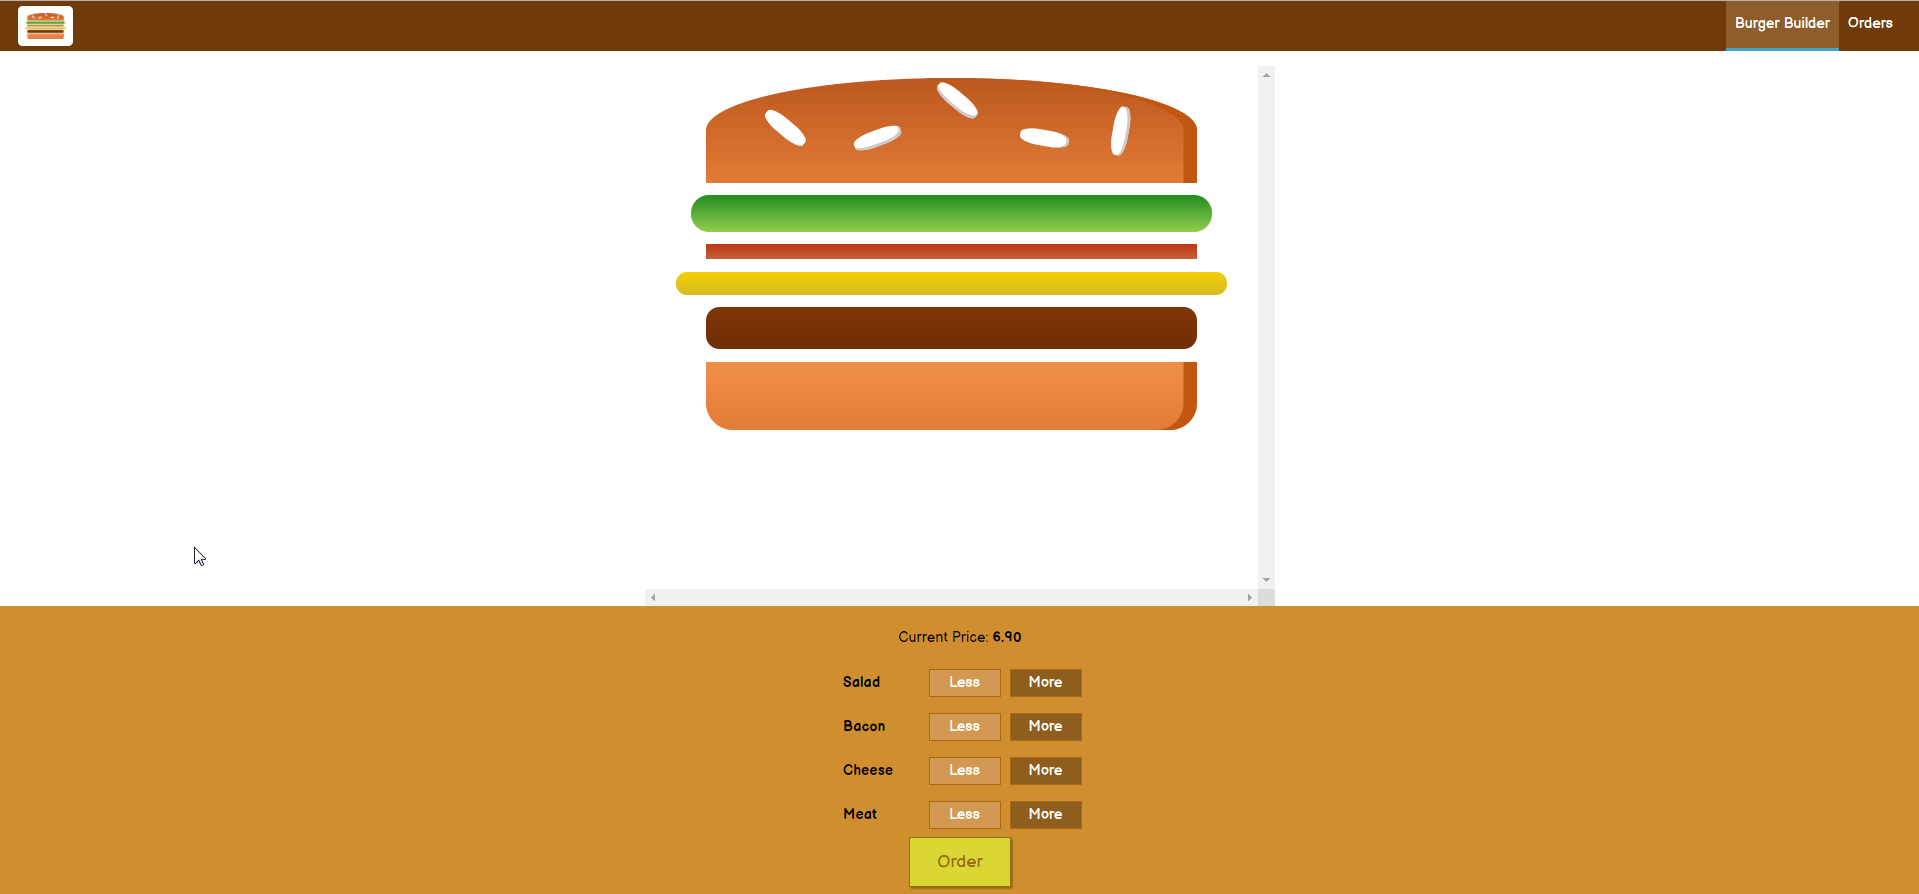 Burger Builder Orders
Current Price: 6.90
Salad Less More
Bacon Less More
Cheese Less More
Meat Less More
Order